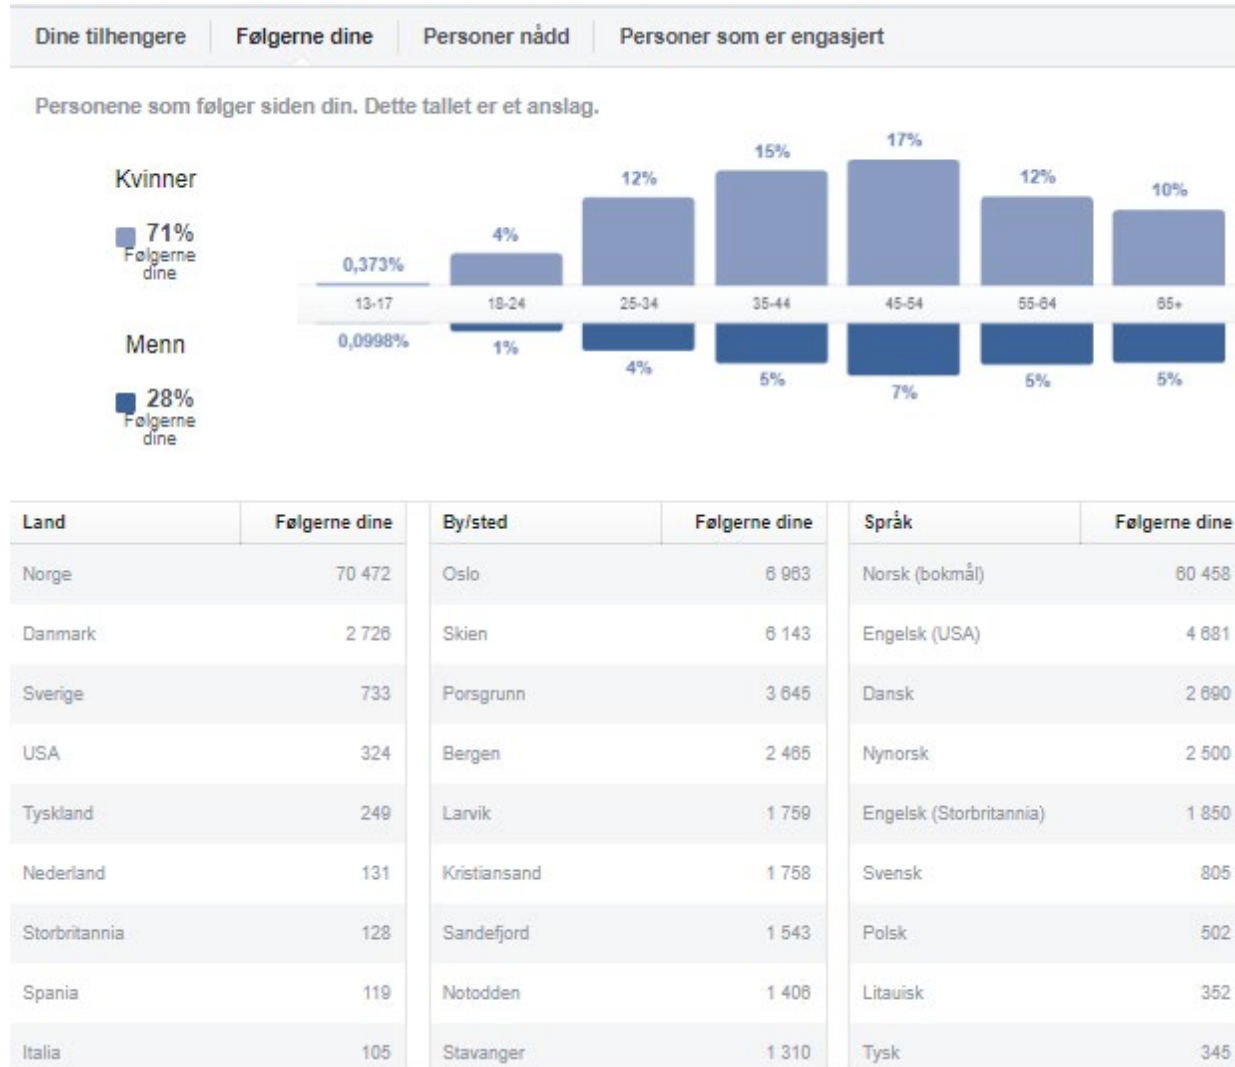 Dine tilhengere Følgerne dine Personer nådd Personer som er engasjert
Personene som følger siden din. Dette tallet er et anslag.
Kvinner
71%
Følgerne
dine
0,373% 4% 12% 15% 17% 12% 10%
13-17 18-24 25-34 35-44 45-54 55-64 65+
0,0998% 1% 4% 5% 7% 5% 5%
Menn
28%
Følgerne
dine
Land Følgerne dine By/sted Følgerne dine Språk Følgerne dine
Norge 70 472 Oslo 6 963 Norsk (bokmål) 60 458
Danmark 2 726 Skien 6 143 Engelsk (USA) 4 681
Sverige 733 Porsgrunn 3 645 Dansk 2 690
USA 324 Bergen 2 465 Nynorsk 2 500
Tyskland 249 Larvik 1 759 Engelsk (Storbritannia) 1 850
Nederland 131 Kristiansand 1 758 Svensk 805
Storbritannia 128 Sandefjord 1 543 Polsk 502
Spania 119 Notodden 1 406 Litauisk 352
Italia 105 Stavanger 1 310 Tysk 345